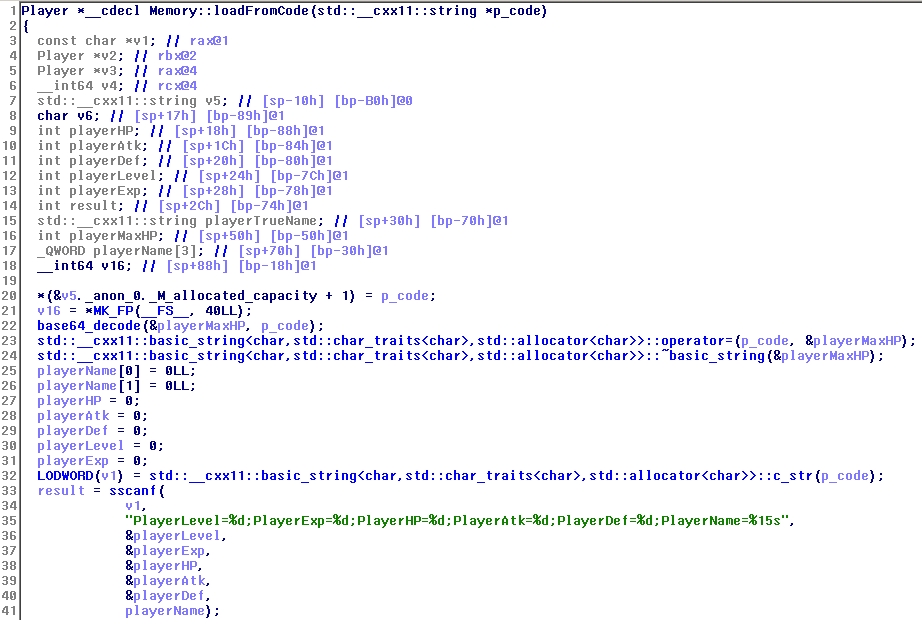 1 Player *__cdecl Memory::loadFromCode(std::__cxx11::string *p_code)
2 {
3 const char *v1; // rax@1
4 Player *v2; // rbx@2
5 Player *v3; // rax@4
6 __int64 v4; // rcx@4
7 std::__cxx11::string v5; // [sp-10h] [bp-B0h]@0
8 char v6; // [sp+17h] [bp-89h]@1
9 int playerHP; // [sp+18h] [bp-88h]@1
10 int playerAtk; // [sp+1Ch] [bp-84h]@1
11 int playerDef; // [sp+20h] [bp-80h]@1
12 int playerLevel; // [sp+24h] [bp-7Ch]@1
13 int playerExp; // [sp+28h] [bp-78h]@1
14 int result; // [sp+2Ch] [bp-74h]@1
15 std::__cxx11::string playerTrueName; // [sp+30h] [bp-70h]@1
16 int playerMaxHP; // [sp+50h] [bp-50h]@1
17 _QWORD playerName[3]; // [sp+70h] [bp-30h]@1
18 __int64 v16; // [sp+88h] [bp-18h]@1
19
20 *(&v5._anon_0._M_allocated_capacity + 1) = p_code;
21 v16 = *MK_FP(__FS__, 40LL);
22 base64_decode(&playerMaxHP, p_code);
23 std::__cxx11::basic_string<char,std::char_traits<char>,std::allocator<char>>::operator=(p_code, &playerMaxHP);
24 std::__cxx11::basic_string<char,std::char_traits<char>,std::allocator<char>>::~basic_string(&playerMaxHP);
25 playerName[0] = 0LL;
26 playerName[1] = 0LL;
27 playerHP = 0;
28 playerAtk = 0;
29 playerDef = 0;
30 playerLevel = 0;
31 playerExp = 0;
32 LODWORD(v1) = std::__cxx11::basic_string<char,std::char_traits<char>,std::allocator<char>>::c_str(p_code);
33 result = sscanf(
34 v1,
35 "PlayerLevel=%d;PlayerExp=%d;PlayerHP=%d;PlayerAtk=%d;PlayerDef=%d;PlayerName=%15s",
36 &playerLevel,
37 &playerExp,
38 &playerHP,
39 &playerAtk,
40 &playerDef,
41 playerName);